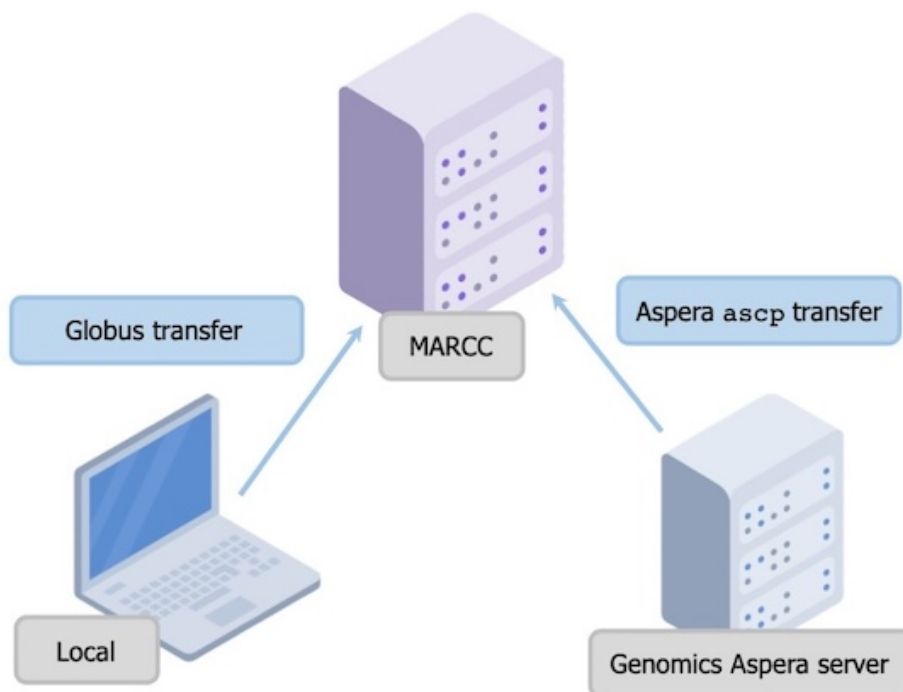 Globus transfer
Aspera ascp transfer
MARCC
Local
Genomics Aspera server